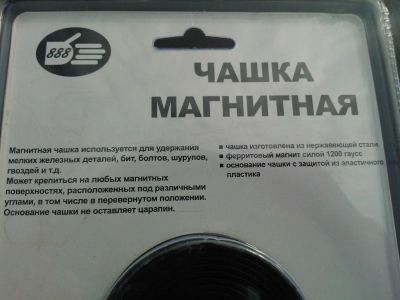 888
ЧАШКА
МАГНИТНАЯ
Магнитная чашка используется для удержания
мелких железных деталей, бит, болтов, шурупов,
гвоздей и т.д.
Может крепиться на любых магнитных
поверхностях, расположенных под различными
углами, в том числе в перевернутом положении.
Основание чашки не оставляет царапин.
▪ чашка изготовлена из нержавеющей стали
▪ ферритовый магнит силой 1200 гаусс
▪ основание чашки с защитой из эластичного
пластика